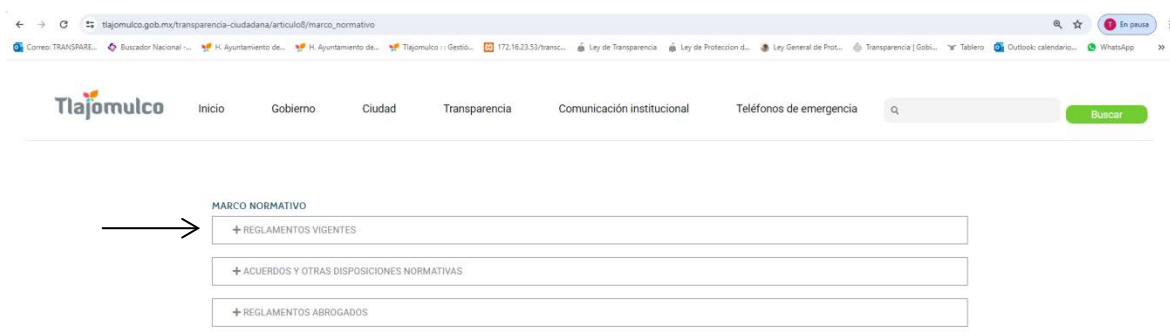 tlajomulco.gob.mx/transparencia-ciudadana/articulo8/marco_normativo
T En pausa
Correo: TRANSPARE... Buscador Nacional -... H. Ayuntamiento de... H. Ayuntamiento de... Tlajomulco : : Gestió... 172.16.23.53/transc... Ley de Transparencia Ley de Proteccion d... Ley General de Prot... Transparencia | Gobi... Tablero Outlook: calendario... WhatsApp »
Tlajomulco Inicio Gobierno Ciudad Transparencia Comunicación institucional Teléfonos de emergencia Buscar
MARCO NORMATIVO
+ REGLAMENTOS VIGENTES
+ ACUERDOS Y OTRAS DISPOSICIONES NORMATIVAS
+ REGLAMENTOS ABROGADOS